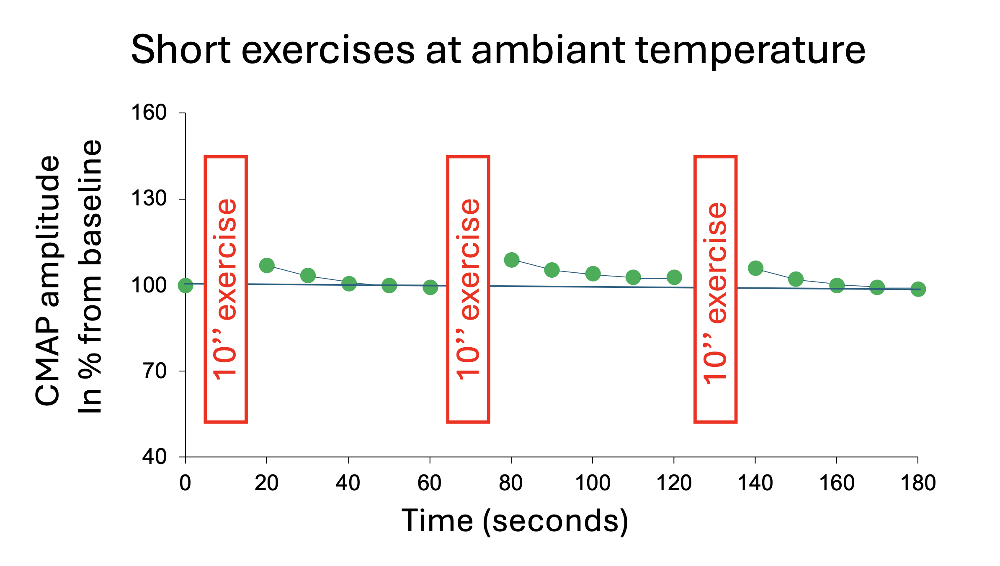 Short exercises at ambiant temperature
CMAP amplitude
In % from baseline
160
130
100
70
40
10’’ exercise
10’’ exercise
10’’ exercise
0 20 40 60 80 100 120 140 160 180
Time (seconds)